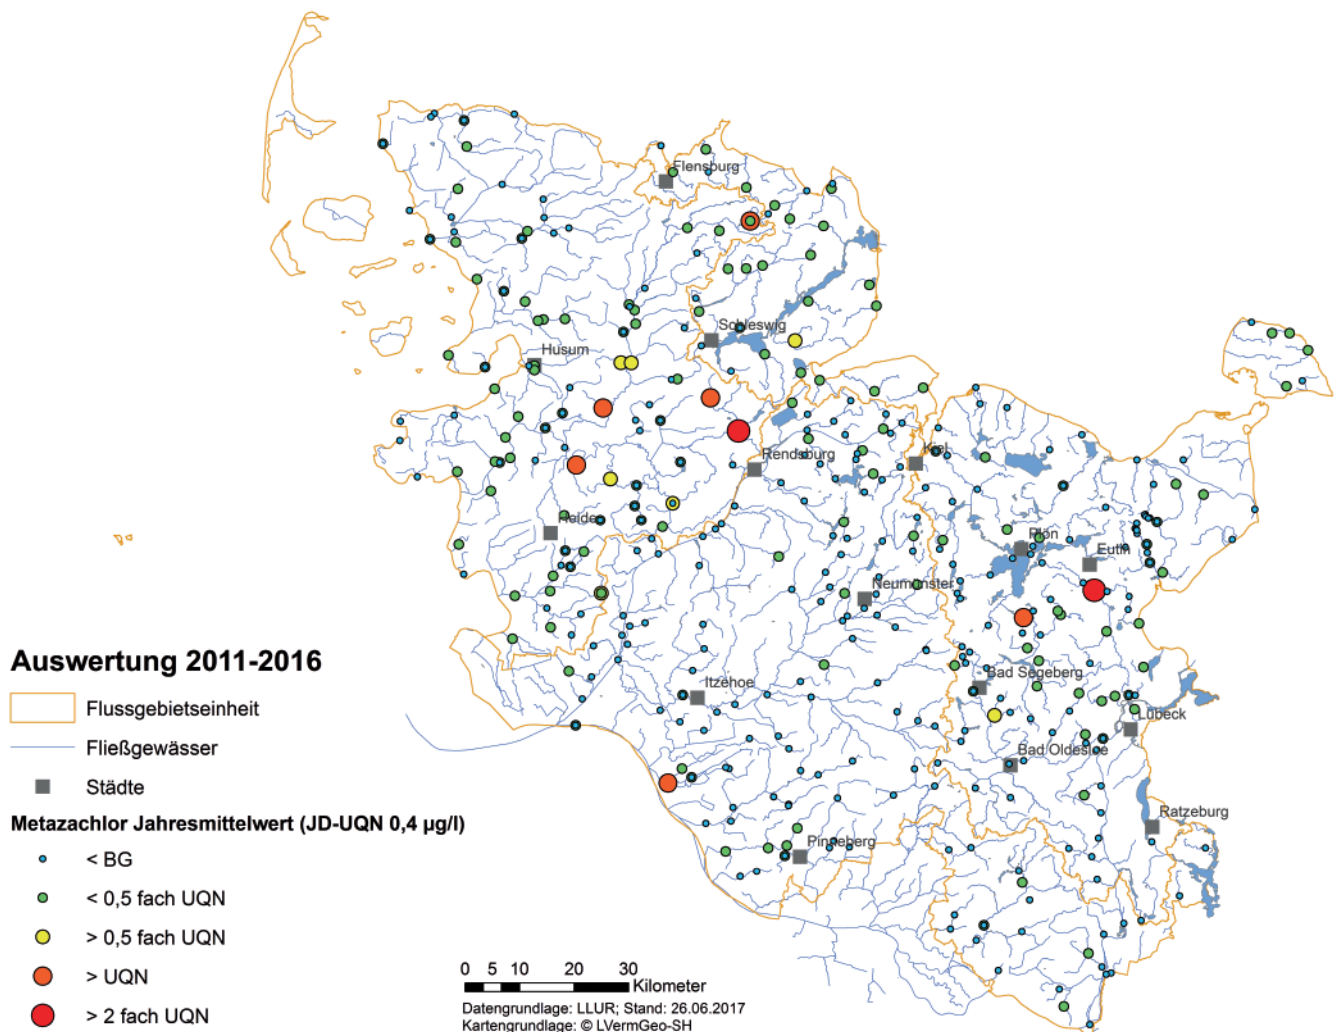 Flensburg
Schleswig
Husum
Rendsburg
Kiel
Heide
Plön
Eutin
Neumünster
Bad Segeberg
Itzehoe
Lübeck
Bad Oldesloe
Ratzeburg
Pinneberg
Auswertung 2011-2016
Flussgebietseinheit
Fließgewässer
Städte
Metazachlor Jahresmittelwert (JD-UQN 0,4 µg/l)
< BG
< 0,5 fach UQN
> 0,5 fach UQN
> UQN
> 2 fach UQN
0 5 10 20 30
Kilometer
Datengrundlage: LLUR; Stand: 26.06.2017
Kartengrundlage: © LVermGeo-SH